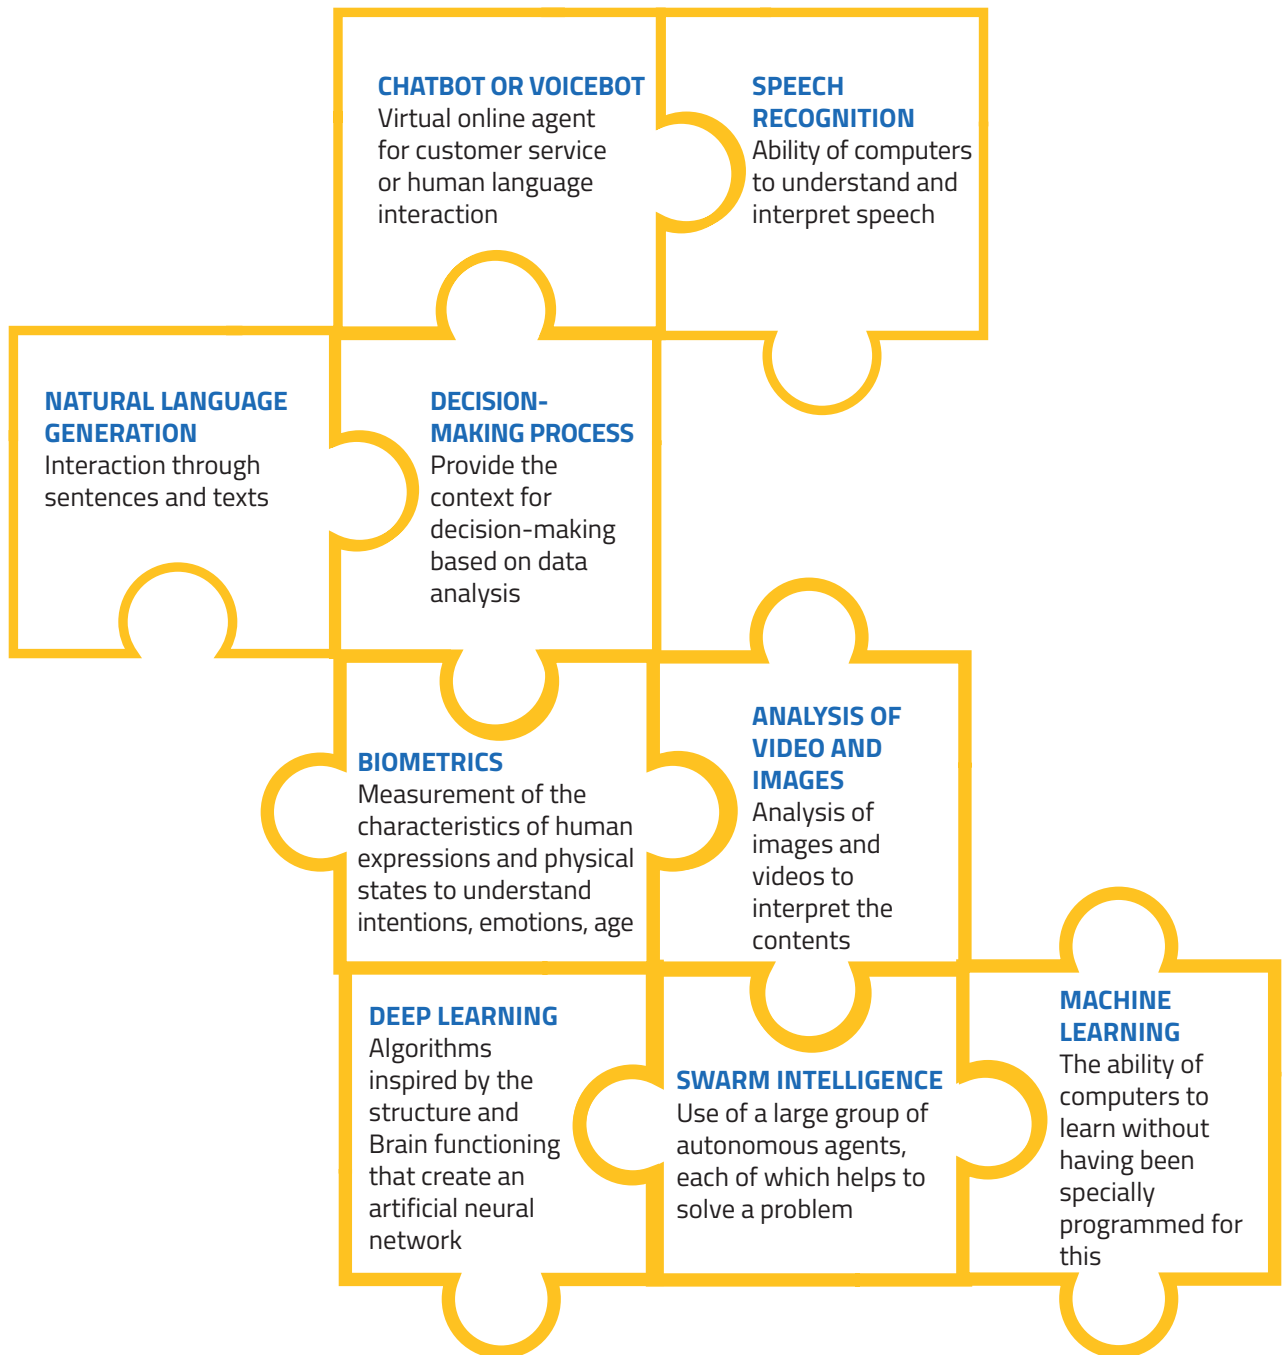 CHATBOT OR VOICEBOT
Virtual online agent
for customer service
or human language
interaction
SPEECH
RECOGNITION
Ability of computers
to understand and
interpret speech
NATURAL LANGUAGE
GENERATION
Interaction through
sentences and texts
DECISION-
MAKING PROCESS
Provide the
context for
decision-making
based on data
analysis
BIOMETRICS
Measurement of the
characteristics of human
expressions and physical
states to understand
intentions, emotions, age
ANALYSIS OF
VIDEO AND
IMAGES
Analysis of
images and
videos to
interpret the
contents
DEEP LEARNING
Algorithms
inspired by the
structure and
Brain functioning
that create an
artificial neural
network
SWARM INTELLIGENCE
Use of a large group of
autonomous agents,
each of which helps to
solve a problem
MACHINE
LEARNING
The ability of
computers to
learn without
having been
specially
programmed for
this